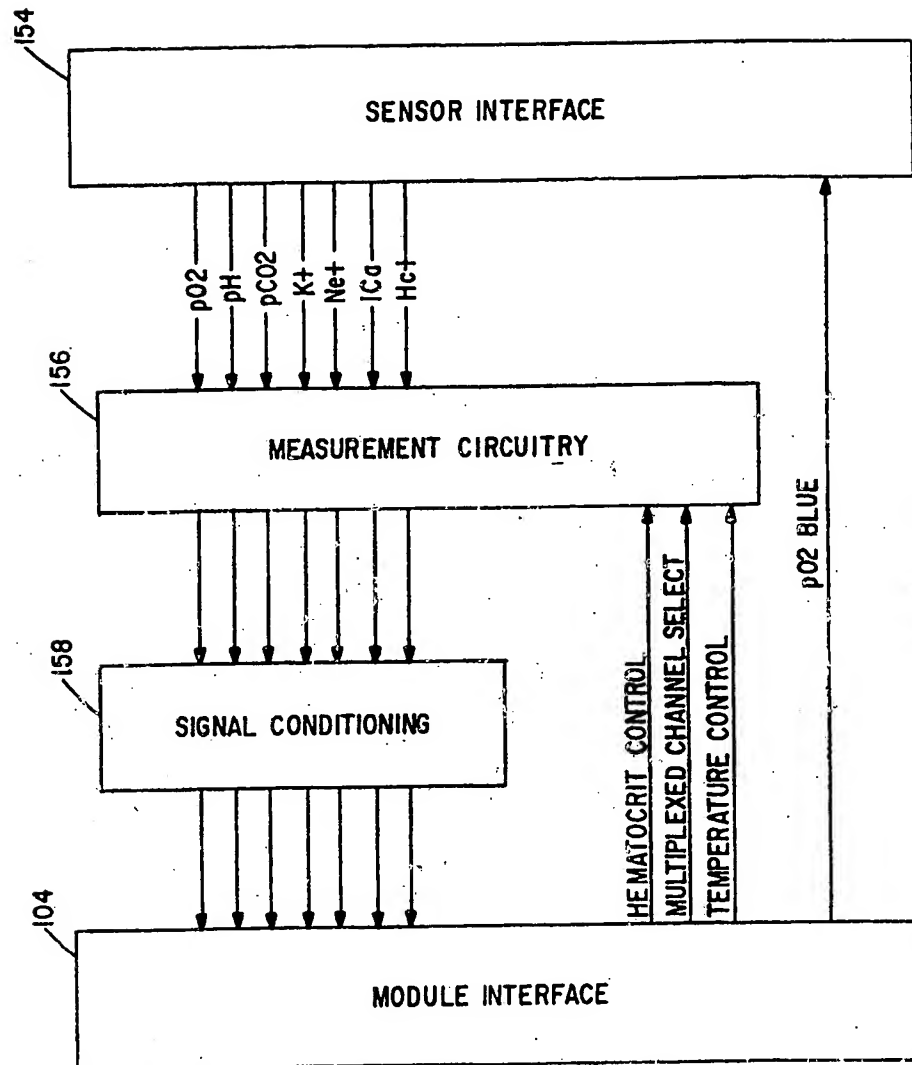 154
SENSOR INTERFACE
pO2
pH
pCO2
K+
Ne+
ICa
Hc+
156
MEASUREMENT CIRCUITRY
pO2 BLUE
158
SIGNAL CONDITIONING
HEMATOCRIT CONTROL
MULTIPLEXED CHANNEL SELECT
TEMPERATURE CONTROL
104
MODULE INTERFACE